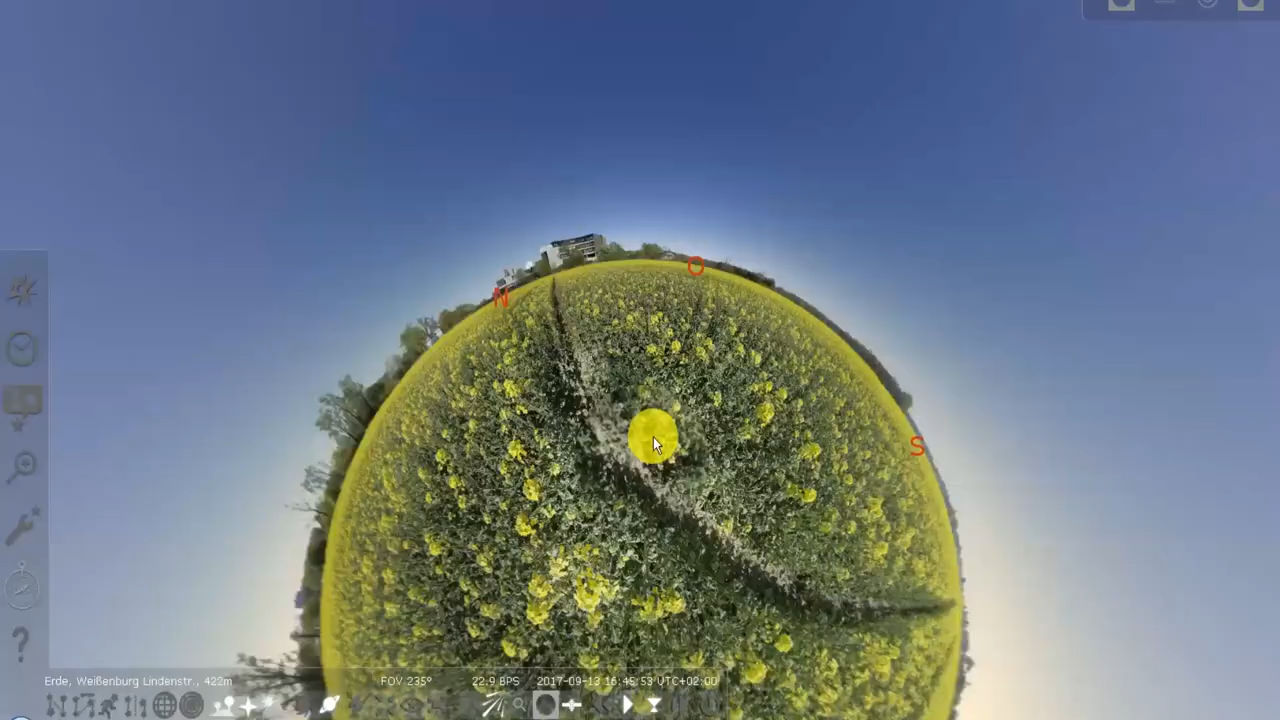 O
N
S
Erde, Weißenburg Lindenstr., 422m FOV 235° 22.9 BPS 2017-09-13 16:45:53 UTC+02:00